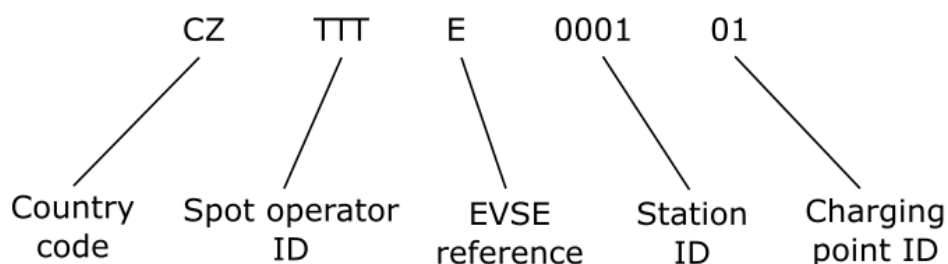 CZ TTT E 0001 01
Country code
Spot operator ID
EVSE reference
Station ID
Charging point ID